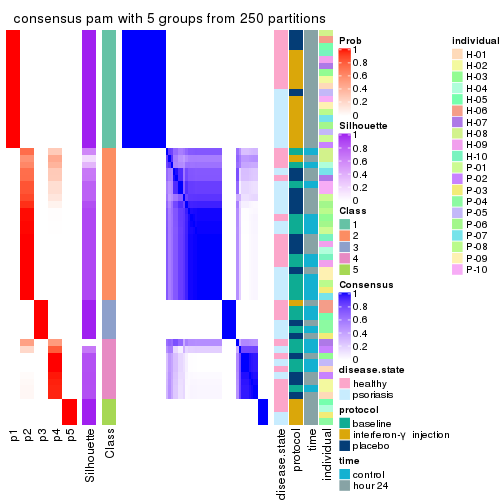 consensus pam with 5 groups from 250 partitions
p1
p2
p3
p4
p5
Silhouette
Class
disease.state
protocol
time
individual
Prob
1
0.8
0.6
0.4
0.2
0
Silhouette
1
0.8
0.6
0.4
0.2
0
Class
1
2
3
4
5
Consensus
1
0.8
0.6
0.4
0.2
0
disease.state
healthy
psoriasis
protocol
baseline
interferon-γ injection
placebo
time
control
hour 24
individual
H-01
H-02
H-03
H-04
H-05
H-06
H-07
H-08
H-09
H-10
P-01
P-02
P-03
P-04
P-05
P-06
P-07
P-08
P-09
P-10